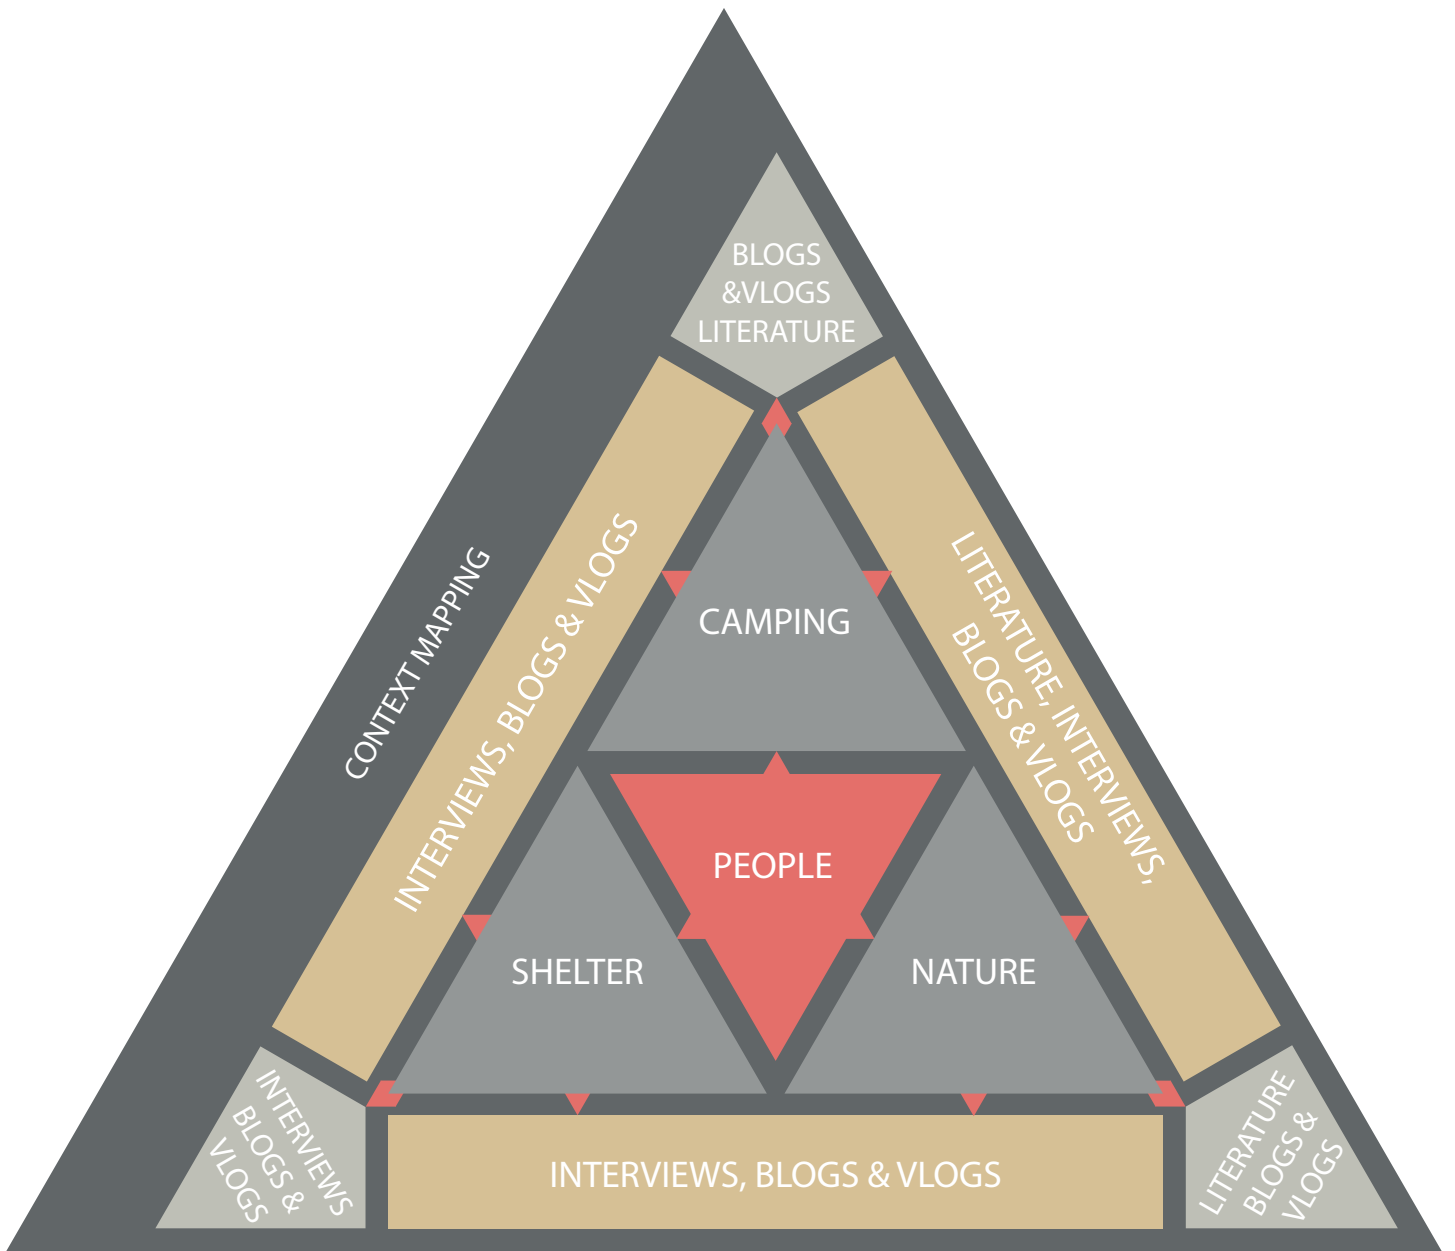 BLOGS
&VLOGS
LITERATURE
CONTEXT MAPPING
INTERVIEWS, BLOGS & VLOGS
LITERATURE, INTERVIEWS,
BLOGS & VLOGS
CAMPING
PEOPLE
SHELTER
NATURE
INTERVIEWS
BLOGS &
VLOGS
INTERVIEWS, BLOGS & VLOGS
LITERATURE
BLOGS &
VLOGS